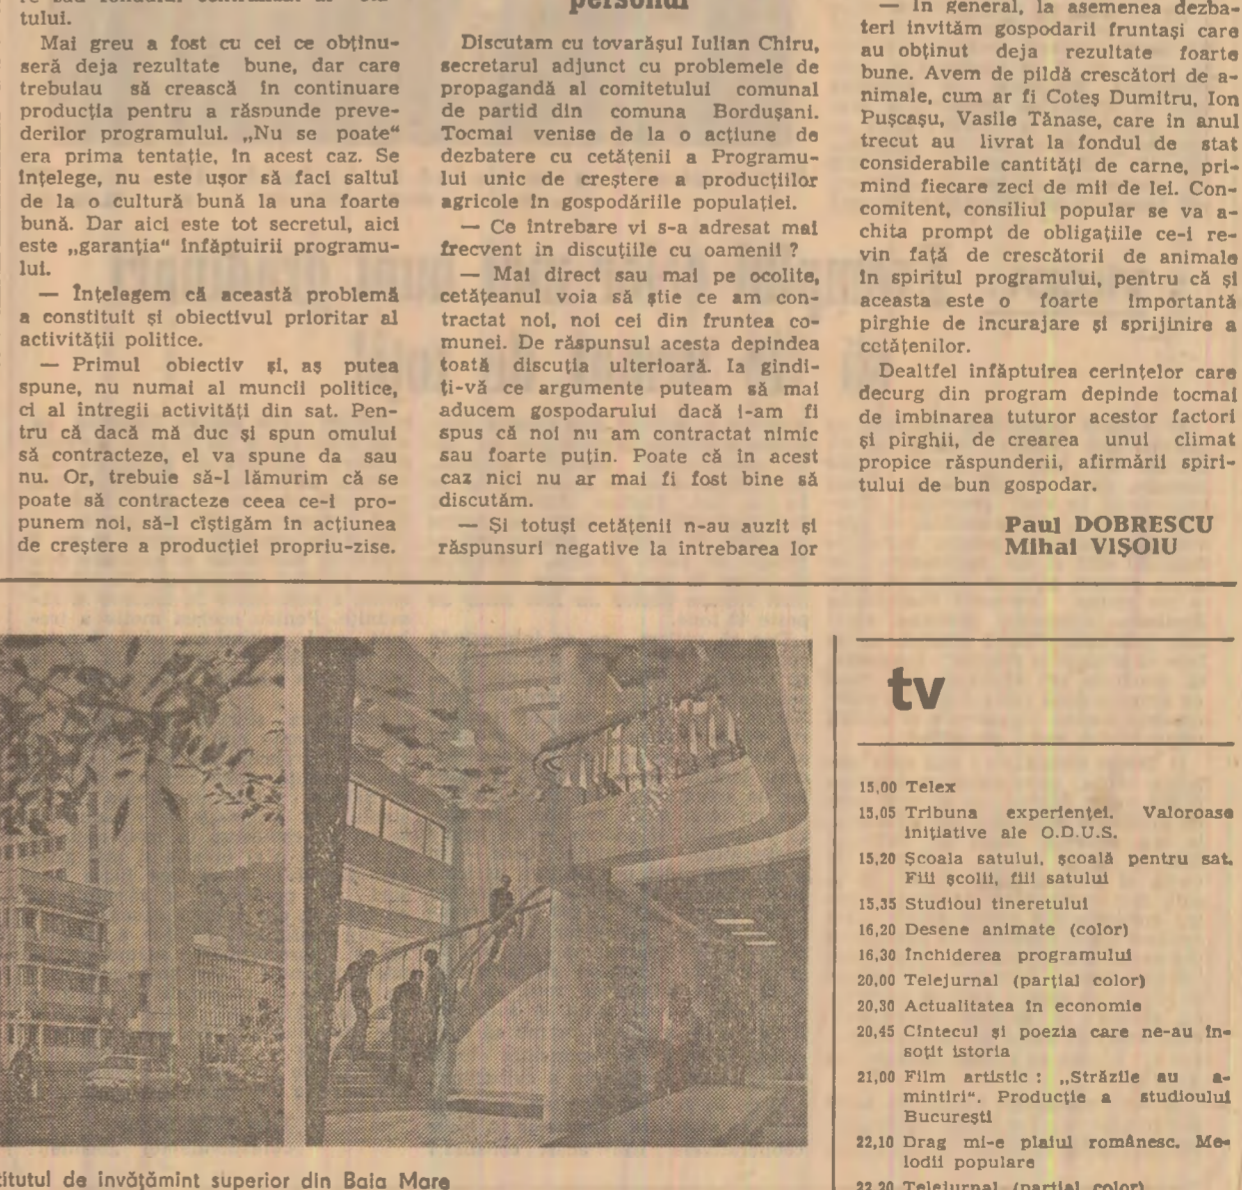 tului.
Mai greu a fost cu cei ce obținu-
seră deja rezultate bune, dar care
trebuiau să crească în continuare
producția pentru a răspunde preve-
derilor programului. „Nu se poate“
era prima tentație, în acest caz. Se
înțelege, nu este ușor să faci saltul
de la o cultură bună la una foarte
bună. Dar aici este tot secretul, aici
este „garanția“ înfăptuirii programu-
lui.
— Înțelegem că această problemă
a constituit și obiectivul prioritar al
activității politice.
— Primul obiectiv și, aș putea
spune, nu numai al muncii politice,
ci al întregii activități din sat. Pen-
tru că dacă mă duc și spun omului
să contracteze, el va spune da sau
nu. Or, trebuie să-l lămurim că se
poate să contracteze ceea ce-i pro-
punem noi, să-l cîștigăm în acțiunea
de creștere a producției propriu-zise.
personul
Discutam cu tovarășul Iulian Chiru,
secretarul adjunct cu problemele de
propagandă al comitetului comunal
de partid din comuna Bordușani.
Tocmai venise de la o acțiune de
dezbatere cu cetățenii a Programu-
lui unic de creștere a producțiilor
agricole în gospodăriile populației.
— Ce întrebare vi s-a adresat mai
frecvent in discuțiile cu oamenii ?
— Mai direct sau mai pe ocolite,
cetățeanul voia să știe ce am con-
tractat noi, noi cei din fruntea co-
munei. De răspunsul acesta depindea
toată discuția ulterioară. Ia gîndi-
ți-vă ce argumente puteam să mai
aducem gospodarului dacă i-am fi
spus că noi nu am contractat nimic
sau foarte puțin. Poate că în acest
caz nici nu ar mai fi fost bine să
discutăm.
— Și totuși cetățenii n-au auzit și
răspunsuri negative la întrebarea lor
— In general, la asemenea dezba-
teri invităm gospodarii fruntași care
au obținut deja rezultate foarte
bune. Avem de pildă crescători de a-
nimale, cum ar fi Coteș Dumitru, Ion
Pușcașu, Vasile Tănase, care în anul
trecut au livrat la fondul de stat
considerabile cantități de carne, pri-
mind fiecare zeci de mii de lei. Con-
comitent, consiliul popular se va a-
chita prompt de obligațiile ce-i re-
vin față de crescătorii de animale
în spiritul programului, pentru că și
aceasta este o foarte importantă
pîrghie de încurajare și sprijinire a
cetățenilor.
Dealtfel înfăptuirea cerințelor care
decurg din program depinde tocmai
de îmbinarea tuturor acestor factori
și pîrghii, de crearea unui climat
propice răspunderii, afirmării spiri-
tului de bun gospodar.
Paul DOBRESCU
Mihai VIȘOIU
titutul de învățămînt superior din Baia Mare
tv
15,00 Telex
15,05 Tribuna experienței. Valoroase
inițiative ale O.D.U.S.
15,20 Școala satului, școală pentru sat.
Fiii școlii, fiii satului
15,35 Studioul tineretului
16,20 Desene animate (color)
16,30 Închiderea programului
20,00 Telejurnal (parțial color)
20,30 Actualitatea în economie
20,45 Cîntecul și poezia care ne-au în-
soțit istoria
21,00 Film artistic : „Străzile au a-
mintiri“. Producție a studioului
București
22,10 Drag mi-e plaiul românesc. Me-
lodii populare
22,20 Telejurnal (parțial color)